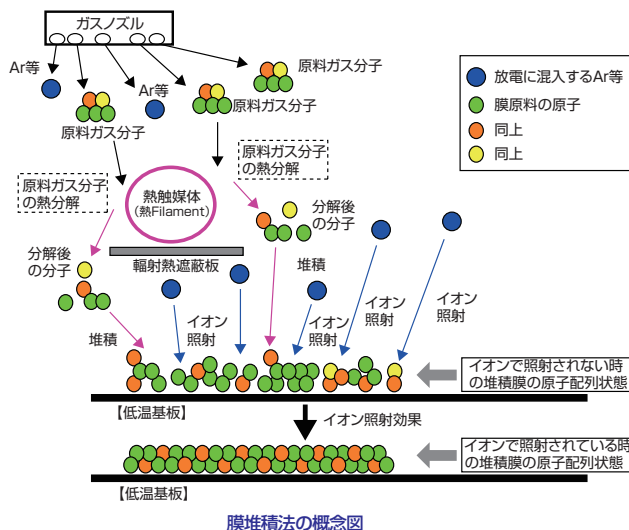 ガスノズル
Ar等
Ar等
原料ガス分子
原料ガス分子
原料ガス分子
放電に混入するAr等
膜原料の原子
同上
同上
原料ガス分子
の熱分解
原料ガス分子
の熱分解
熱触媒体
(熱Filament)
分解後
の分子
分解後
の分子
輻射熱遮蔽板
堆積
堆積
イオン
照射
イオン
照射
イオン
照射
イオン
照射
イオンで照射されない時
の堆積膜の原子配列状態
【低温基板】
イオン照射効果
イオンで照射されている時
の堆積膜の原子配列状態
【低温基板】
膜堆積法の概念図